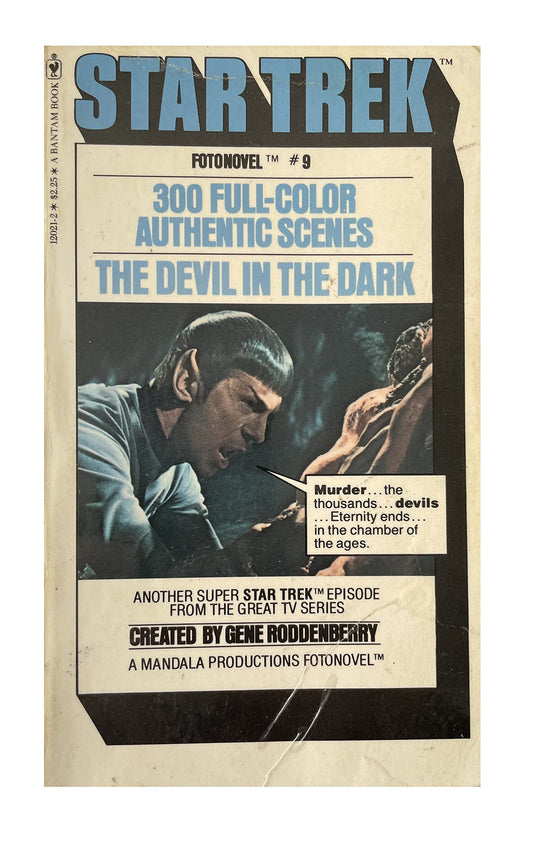 STAR TREK™
12021-2 ★ $2.25 ★ A BANTAM BOOK
FOTONOVEL™ #9
300 FULL-COLOR
AUTHENTIC SCENES
THE DEVIL IN THE DARK
Murder...the
thousands...devils
...Eternity ends...
in the chamber of
the ages.
ANOTHER SUPER STAR TREK™ EPISODE
FROM THE GREAT TV SERIES
CREATED BY GENE RODDENBERRY
A MANDALA PRODUCTIONS FOTONOVEL™